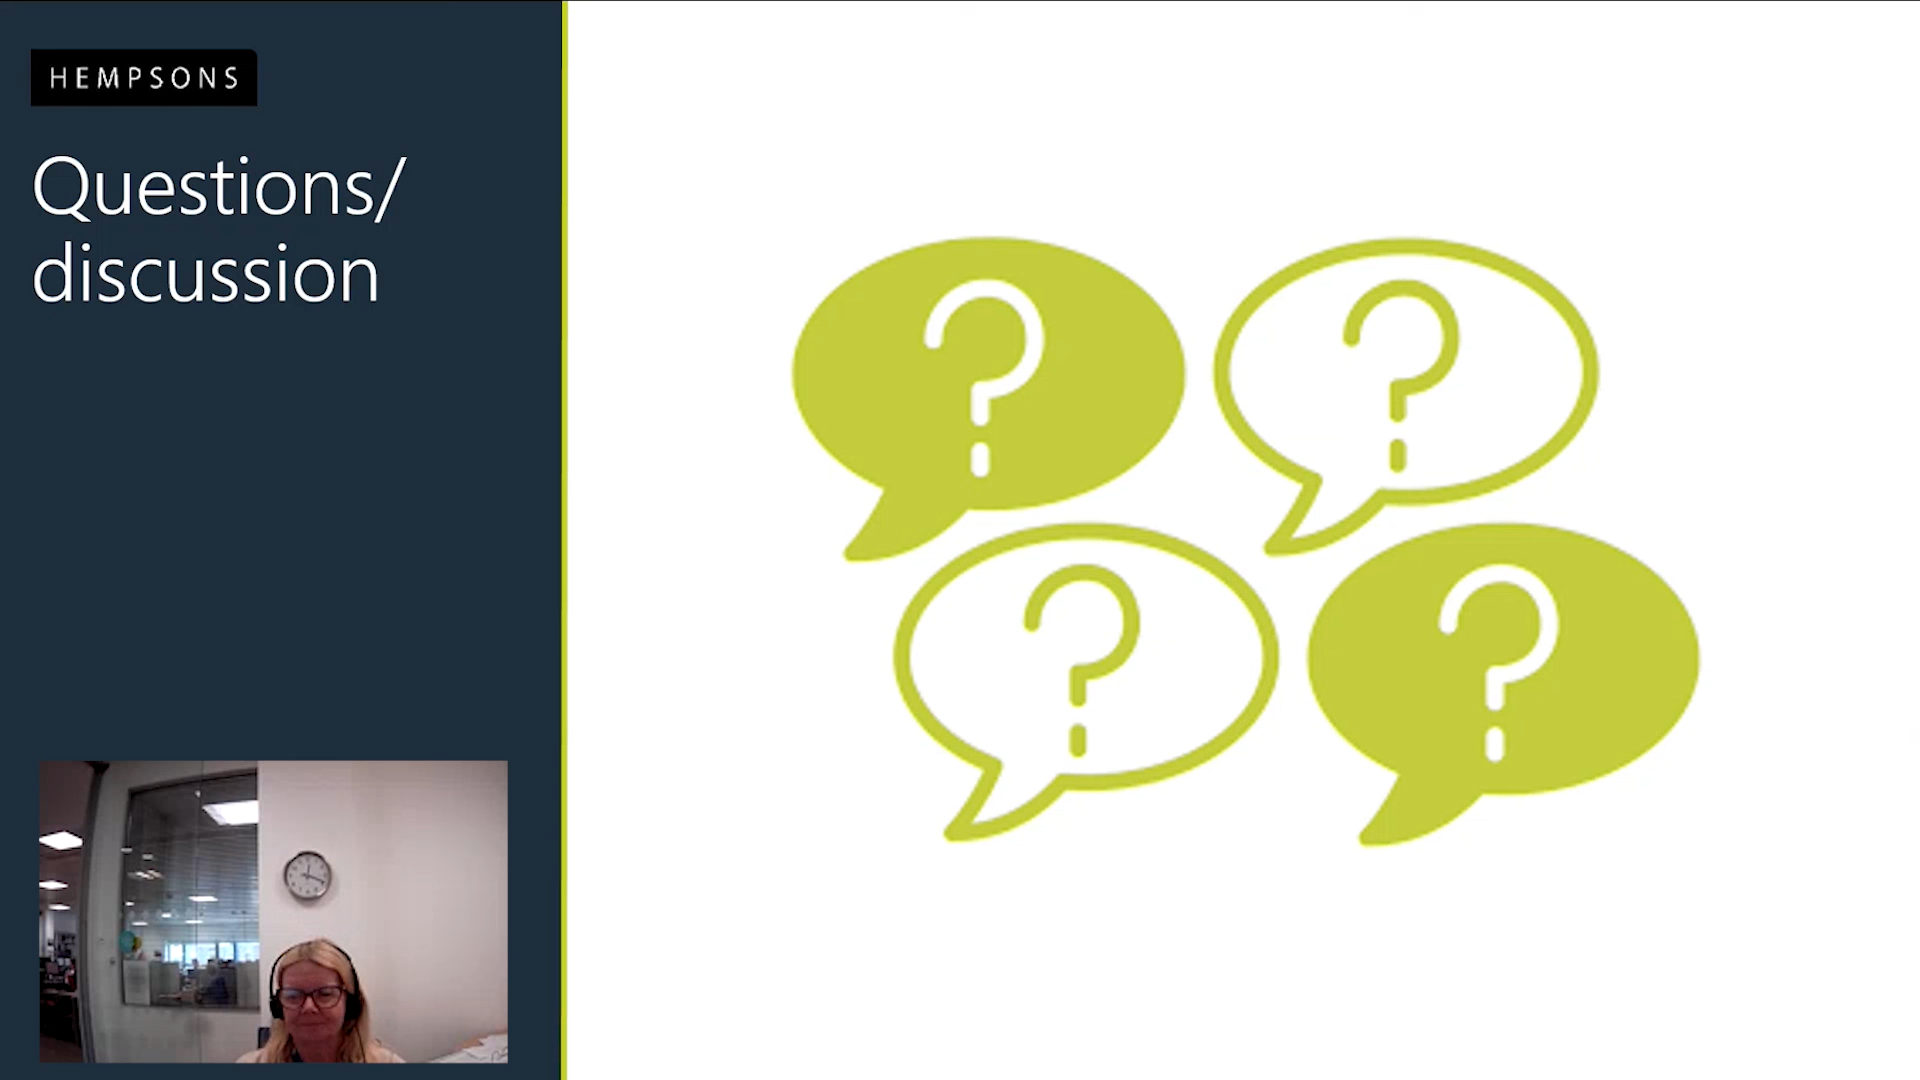 HEMPSONS
Questions/
discussion
? ?
? ?